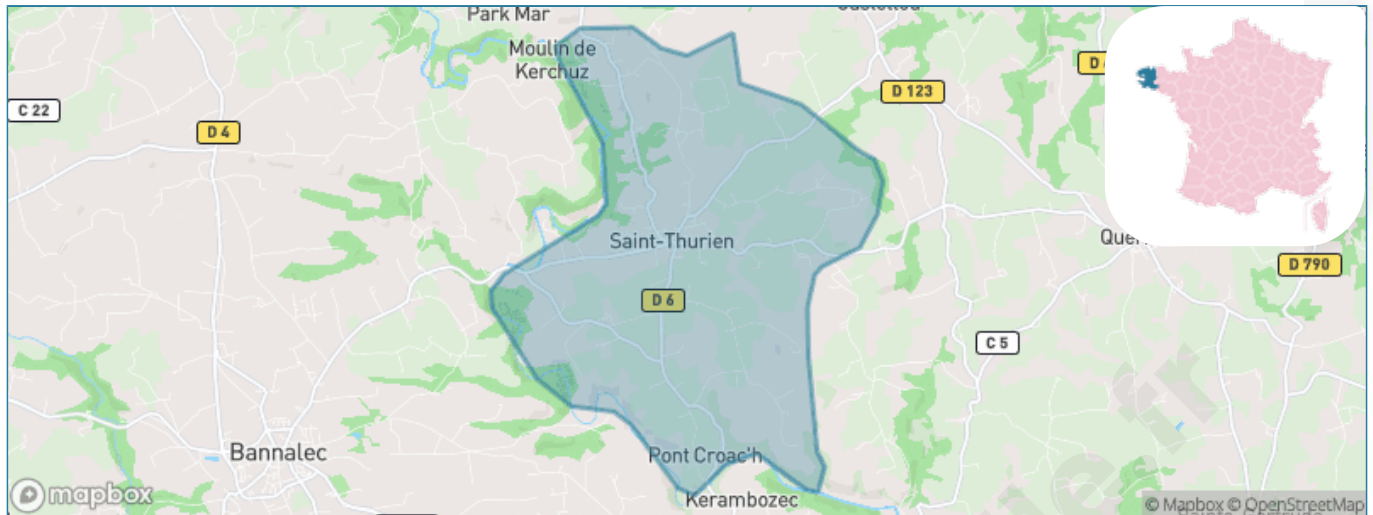 Park Mar
Moulin de
Kerchuz
D 123
C 22
D 4
Saint-Thurien
D 790
D 6
C 5
Bannalec
Pont Croac'h
Kerambozec
mapbox
© Mapbox © OpenStreetMap